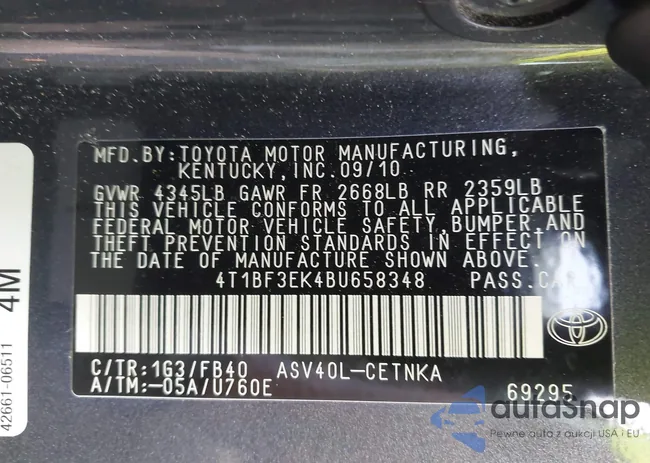 MFD.BY:TOYOTA MOTOR MANUFACTURING,
KENTUCKY,INC.09/10
GVWR 4345LB GAWR FR 2668LB RR 2359LB
THIS VEHICLE CONFORMS TO ALL APPLICABLE
FEDERAL MOTOR VEHICLE SAFETY,BUMPER,AND
THEFT PREVENTION STANDARDS IN EFFECT ON
THE DATE OF MANUFACTURE SHOWN ABOVE.
4T1BF3EK4BU658348 PASS.CAR
C/TR:1G3/FB40 ASV40L-CETNKA
A/TM:-05A/U760E 69295
TOYOTA
4M
42661-06511
autoSnap
Pewne auta z aukcji USA i EU